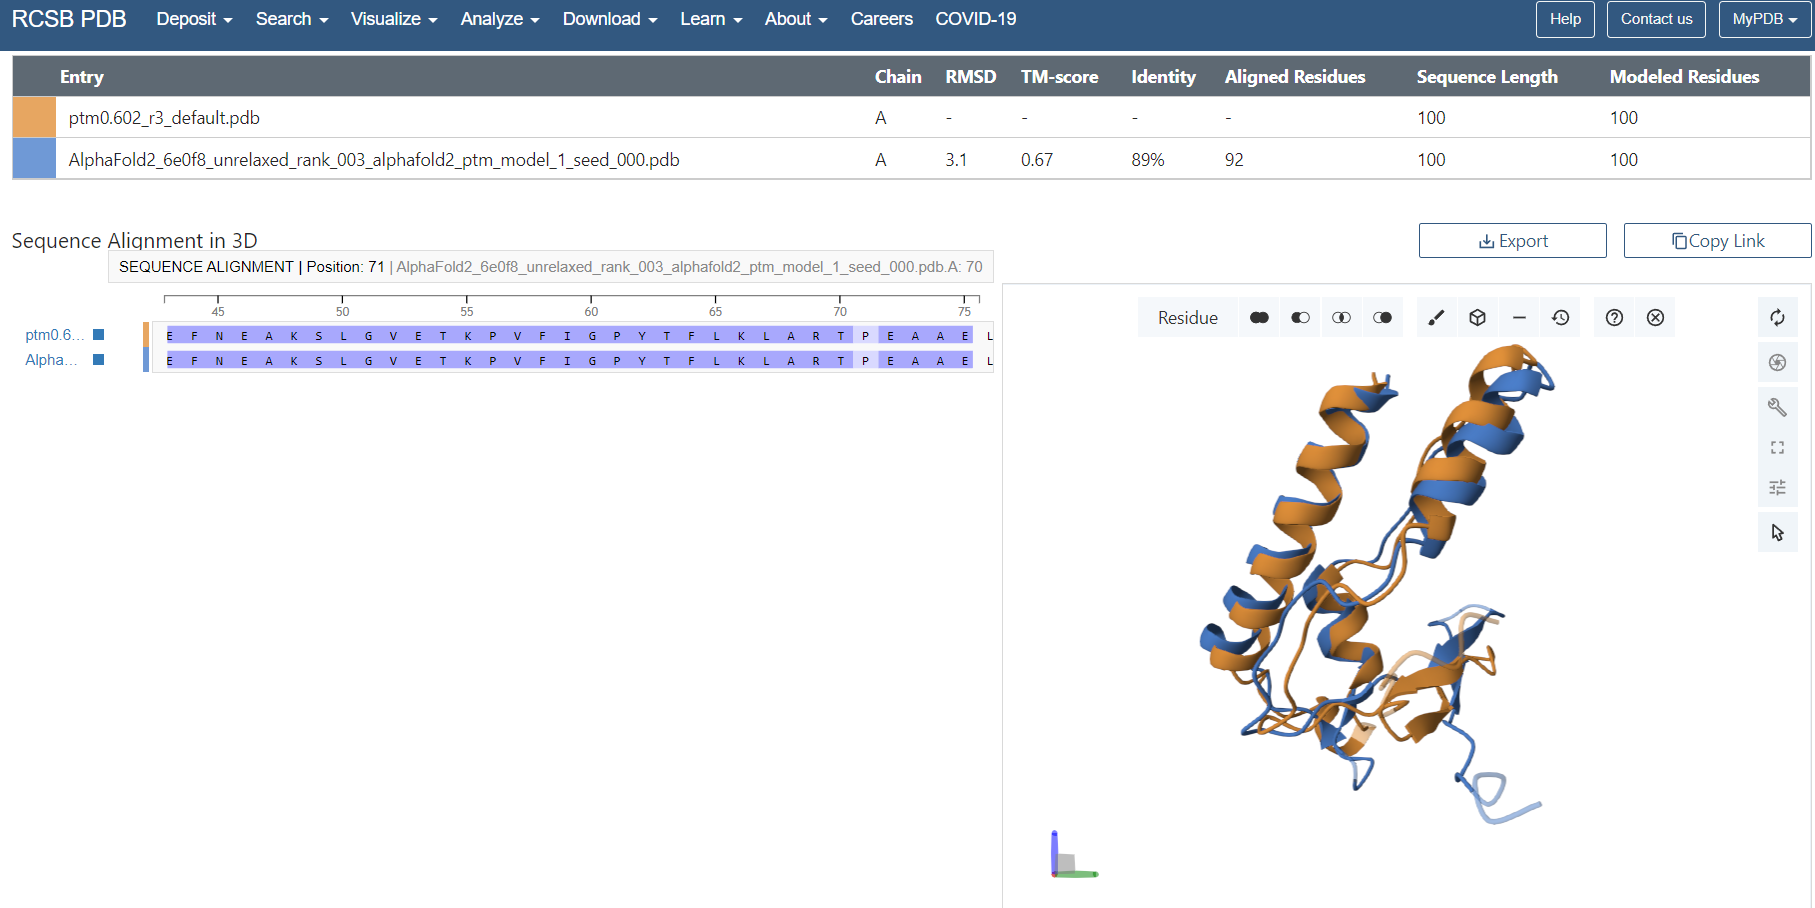 RCSB PDB Deposit Search Visualize Analyze Download Learn About Careers COVID-19 Help Contact us MyPDB
Entry Chain RMSD TM-score Identity Aligned Residues Sequence Length Modeled Residues
ptm0.602_r3_default.pdb A - - - - 100 100
AlphaFold2_6e0f8_unrelaxed_rank_003_alphafold2_ptm_model_1_seed_000.pdb A 3.1 0.67 89% 92 100 100
Sequence Alignment in 3D
Export Copy Link
SEQUENCE ALIGNMENT | Position: 71 | AlphaFold2_6e0f8_unrelaxed_rank_003_alphafold2_ptm_model_1_seed_000.pdb.A: 70
45 50 55 60 65 70 75
ptm0.6... E F N E A K S L G V E T K P V F I G P Y T F L K L A R T P E A A E L
Alpha... E F N E A K S L G V E T K P V F I G P Y T F L K L A R T P E A A E L
Residue